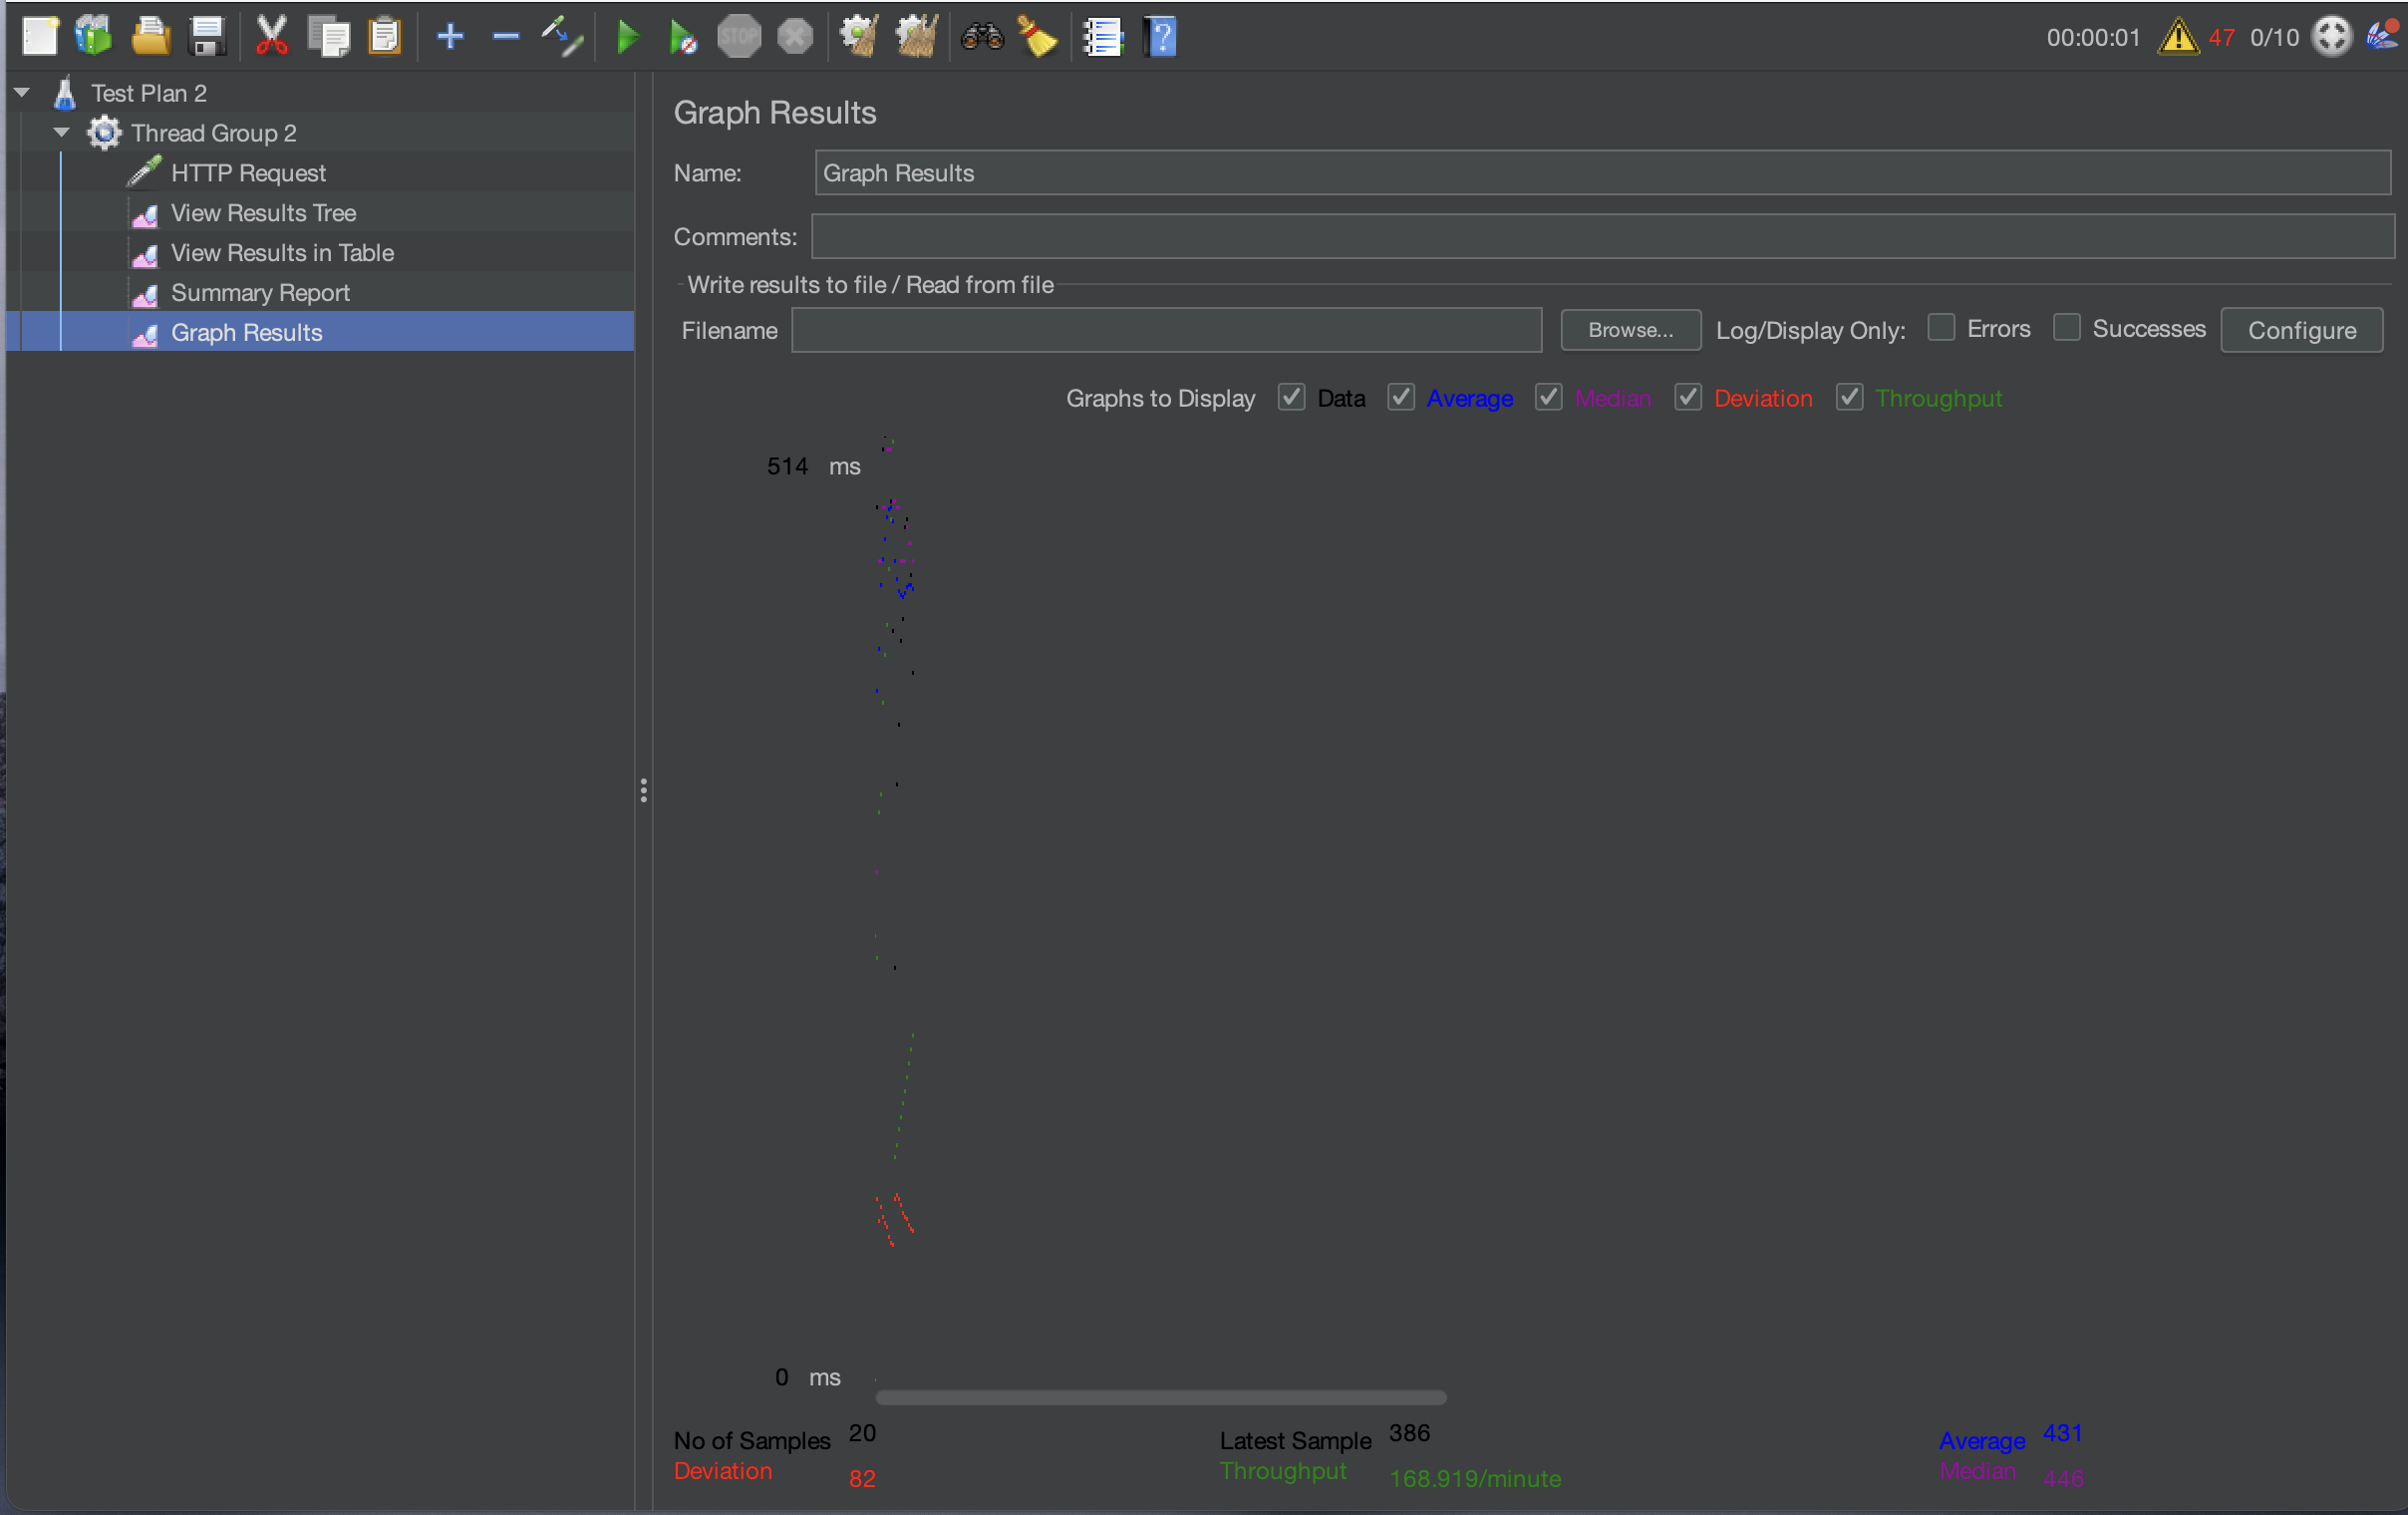 STOP
00:00:01 47 0/10
Test Plan 2
Thread Group 2
HTTP Request
View Results Tree
View Results in Table
Summary Report
Graph Results
Graph Results
Name: Graph Results
Comments:
Write results to file / Read from file
Filename Browse... Log/Display Only: Errors Successes Configure
Graphs to Display Data Average Median Deviation Throughput
514 ms
0 ms
No of Samples 20 Latest Sample 386 Average 431
Deviation 82 Throughput 168.919/minute Median 446